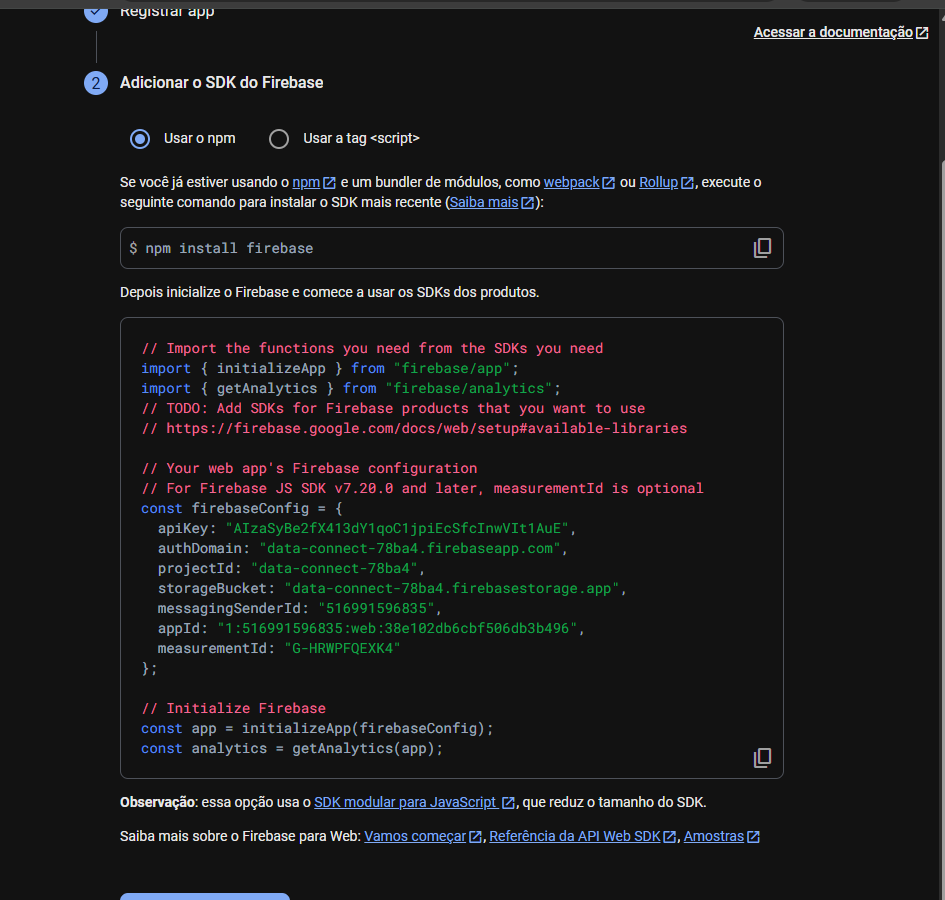 Registrar app
Acessar a documentação
2 Adicionar o SDK do Firebase
Usar o npm Usar a tag <script>
Se você já estiver usando o npm e um bundler de módulos, como webpack ou Rollup, execute o
seguinte comando para instalar o SDK mais recente (Saiba mais):
$ npm install firebase
Depois inicialize o Firebase e comece a usar os SDKs dos produtos.
// Import the functions you need from the SDKs you need
import { initializeApp } from "firebase/app";
import { getAnalytics } from "firebase/analytics";
// TODO: Add SDKs for Firebase products that you want to use
// https://firebase.google.com/docs/web/setup#available-libraries
// Your web app's Firebase configuration
// For Firebase JS SDK v7.20.0 and later, measurementId is optional
const firebaseConfig = {
apiKey: "AIzaSyBe2fX413dY1qoC1jpiEcSfcInwVIt1AuE",
authDomain: "data-connect-78ba4.firebaseapp.com",
projectId: "data-connect-78ba4",
storageBucket: "data-connect-78ba4.firebasestorage.app",
messagingSenderId: "516991596835",
appId: "1:516991596835:web:38e102db6cbf506db3b496",
measurementId: "G-HRWPFQEXK4"
};
// Initialize Firebase
const app = initializeApp(firebaseConfig);
const analytics = getAnalytics(app);
Observação: essa opção usa o SDK modular para JavaScript , que reduz o tamanho do SDK.
Saiba mais sobre o Firebase para Web: Vamos começar, Referência da API Web SDK, Amostras